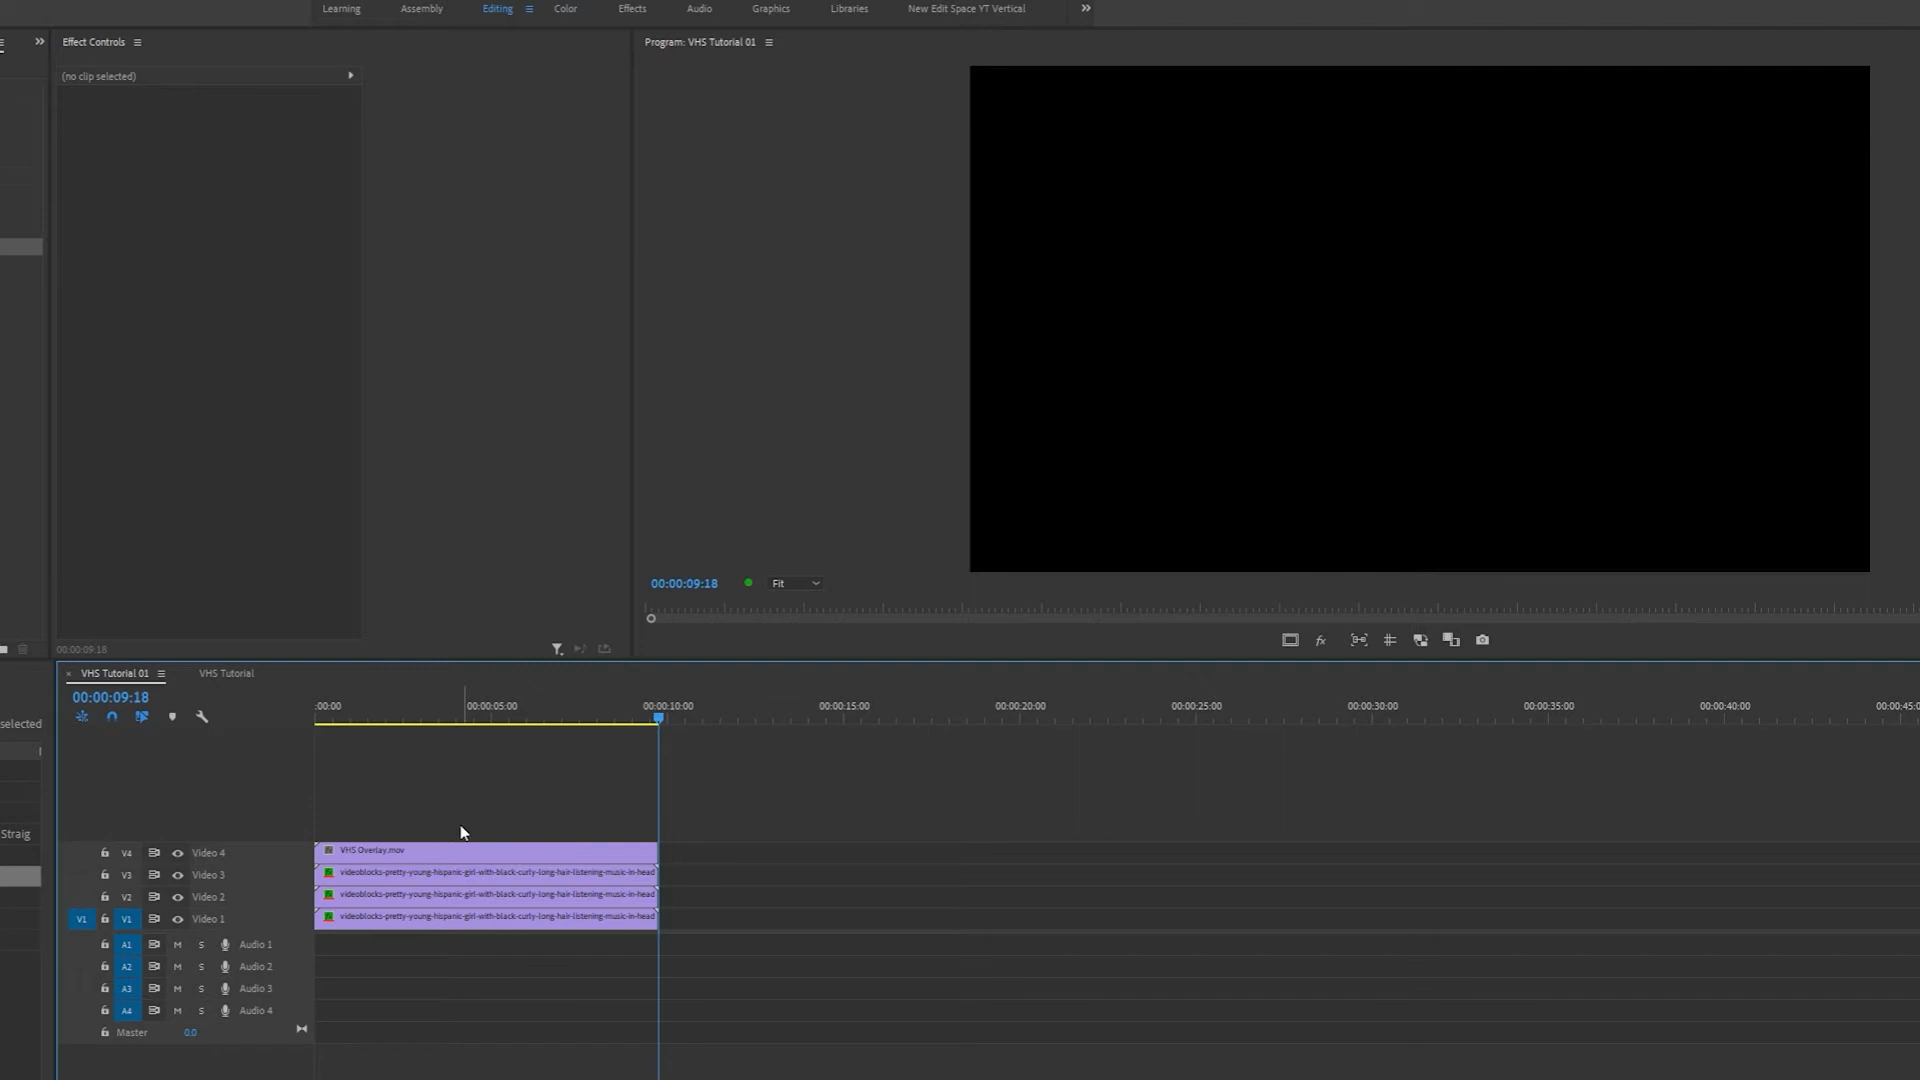 Learning Assembly Editing Color Effects Audio Graphics Libraries New Edit Space YT Vertical
Effect Controls
Program: VHS Tutorial 01
(no clip selected)
00:00:09:18 Fit
00:00:09:18
VHS Tutorial 01 VHS Tutorial
00:00:09:18
selected
:00:00 00:00:05:00 00:00:10:00 00:00:15:00 00:00:20:00 00:00:25:00 00:00:30:00 00:00:35:00 00:00:40:00 00:00:45:0
Straig
V4 Video 4 VHS Overlay.mov
V3 Video 3 videoblocks-pretty-young-hispanic-girl-with-black-curly-long-hair-listening-music-in-head
V2 Video 2 videoblocks-pretty-young-hispanic-girl-with-black-curly-long-hair-listening-music-in-head
V1 V1 Video 1 videoblocks-pretty-young-hispanic-girl-with-black-curly-long-hair-listening-music-in-head
A1 M S Audio 1
A2 M S Audio 2
A3 M S Audio 3
A4 M S Audio 4
Master 0.0